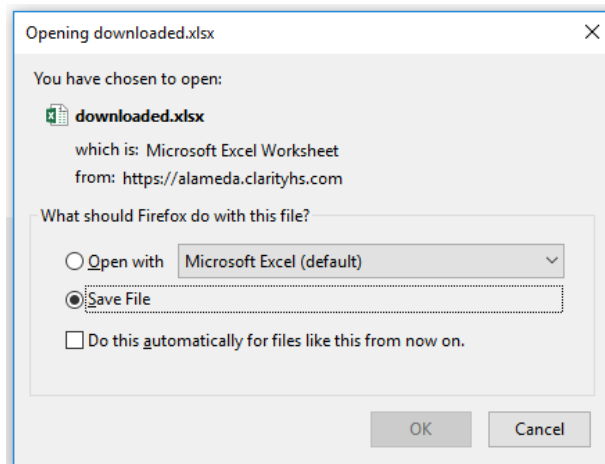 Opening downloaded.xlsx
You have chosen to open:
downloaded.xlsx
which is: Microsoft Excel Worksheet
from: https://alameda.clarityhs.com
What should Firefox do with this file?
Open with Microsoft Excel (default)
Save File
Do this automatically for files like this from now on.
OK Cancel